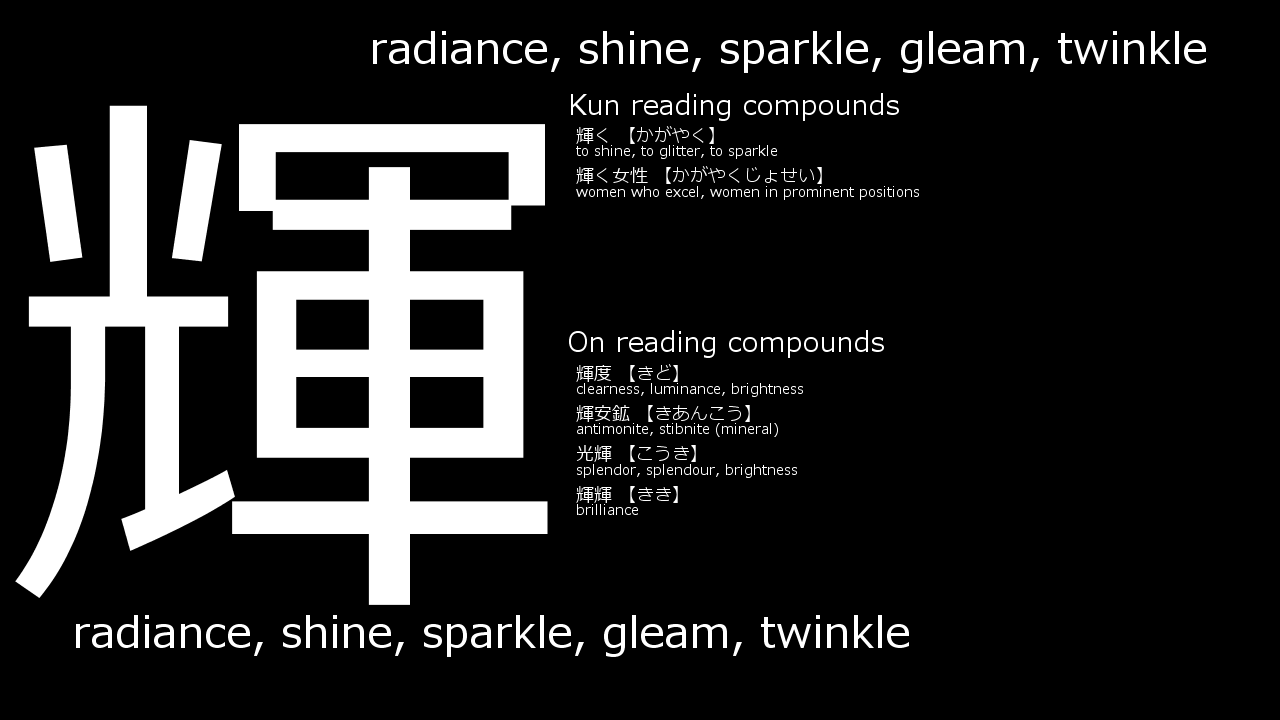 radiance, shine, sparkle, gleam, twinkle
輝
Kun reading compounds
輝く 【かがやく】
to shine, to glitter, to sparkle
輝く女性 【かがやくじょせい】
women who excel, women in prominent positions
On reading compounds
輝度 【きど】
clearness, luminance, brightness
輝安鉱 【きあんこう】
antimonite, stibnite (mineral)
光輝 【こうき】
splendor, splendour, brightness
輝輝 【きき】
brilliance
radiance, shine, sparkle, gleam, twinkle